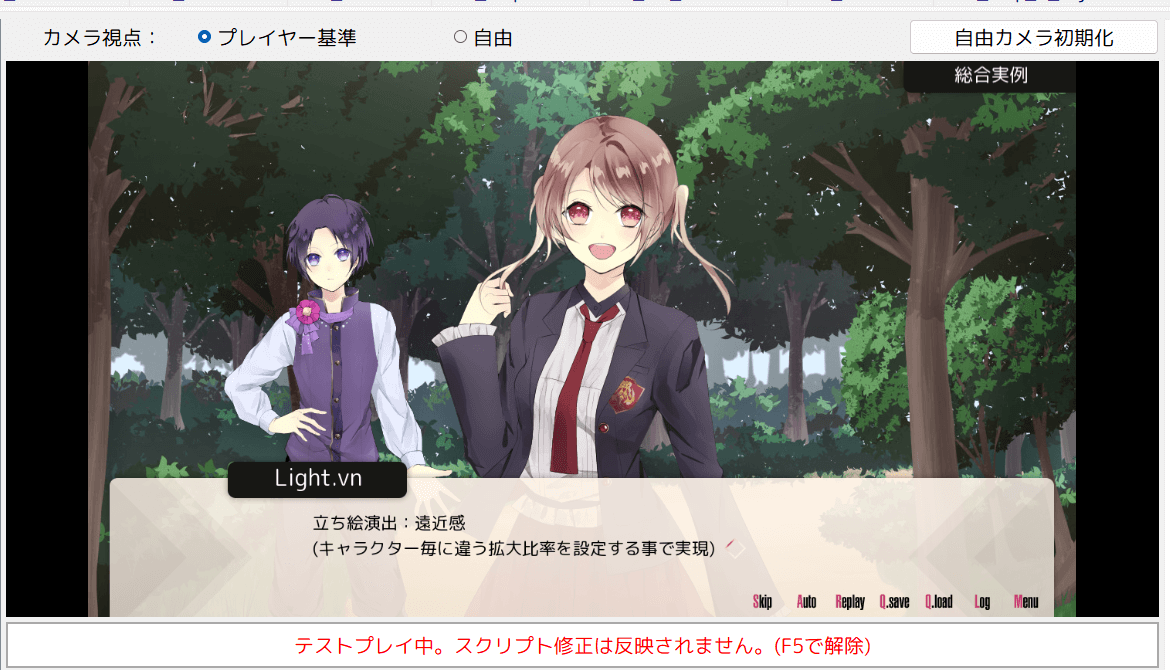 カメラ視点：
プレイヤー基準
自由
自由カメラ初期化
総合実例
Light.vn
立ち絵演出：遠近感
(キャラクター毎に違う拡大比率を設定する事で実現)
Skip Auto Replay Q.save Q.load Log Menu
テストプレイ中。スクリプト修正は反映されません。(F5で解除)